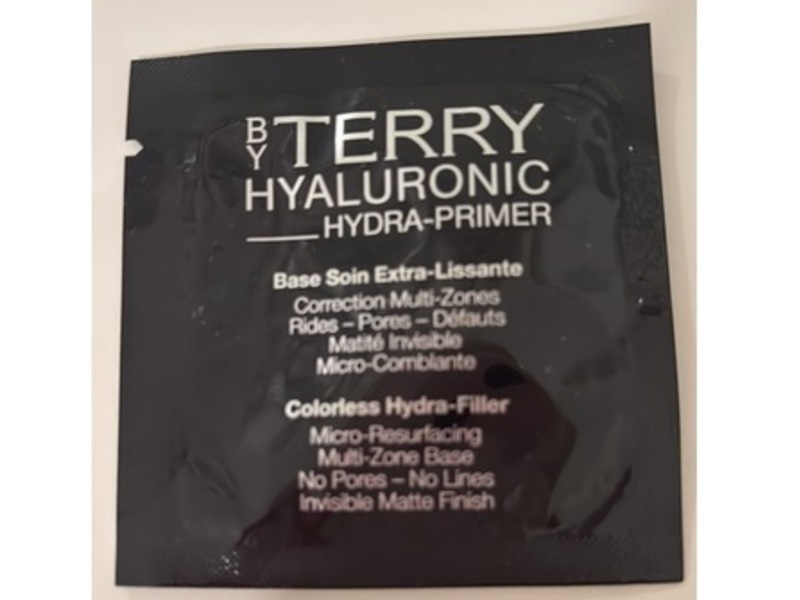 BY TERRY
HYALURONIC
HYDRA-PRIMER
Base Soin Extra-Lissante
Correction Multi-Zones
Rides – Pores – Défauts
Matité Invisible
Micro-Comblante
Colorless Hydra-Filler
Micro-Resurfacing
Multi-Zone Base
No Pores – No Lines
Invisible Matte Finish